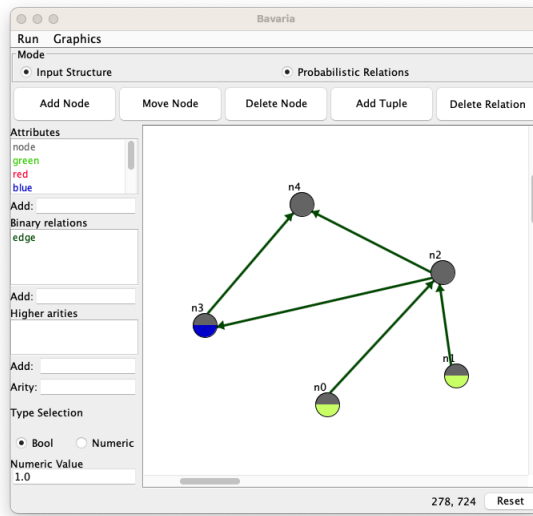 Bavaria
Run Graphics
Mode
Input Structure Probabilistic Relations
Add Node Move Node Delete Node Add Tuple Delete Relation
Attributes
node
green
red
blue
Add:
Binary relations
edge
Add:
Higher arities
Add:
Arity:
Type Selection
Bool Numeric
Numeric Value
1.0
n4
n2
n3
n1
n0
278, 724 Reset